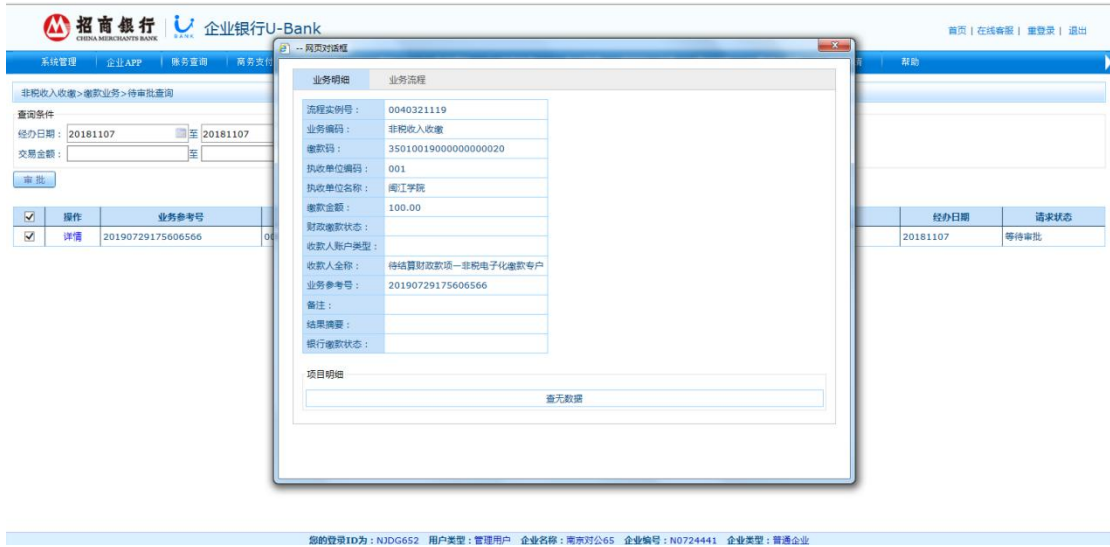 招商银行 企业银行U-Bank
CHINA MERCHANTS BANK U-BANK
首页 | 在线客服 | 重登录 | 退出
系统管理 | 企业APP | 账务查询 | 商务支付
帮助
非税收入收缴>缴款业务>待审批查询
查询条件
经办日期： 20181107 至 20181107
交易金额： 至
审批
操作 业务参考号 经办日期 请求状态
详情 20190729175606566 00 20181107 等待审批
-- 网页对话框
业务明细 业务流程
流程实例号： 0040321119
业务编码： 非税收入收缴
缴款码： 35010019000000000020
执收单位编码： 001
执收单位名称： 闽江学院
缴款金额： 100.00
财政缴款状态：
收款人账户类型：
收款人全称： 待结算财政款项—非税电子化缴款专户
业务参考号： 20190729175606566
备注：
结果摘要：
银行缴款状态：
项目明细
查无数据
您的登录ID为：NJDG652 用户类型：管理用户 企业名称：南京对公65 企业编号：N0724441 企业类型：普通企业